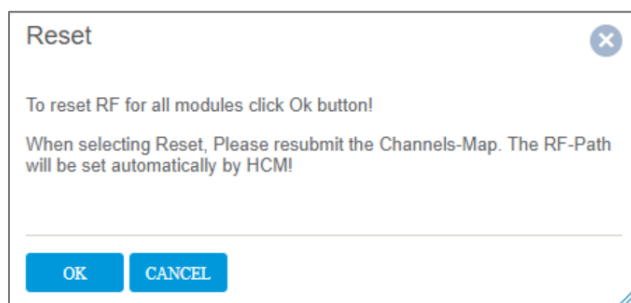 Reset
To reset RF for all modules click Ok button!
When selecting Reset, Please resubmit the Channels-Map. The RF-Path
will be set automatically by HCM!
OK
CANCEL